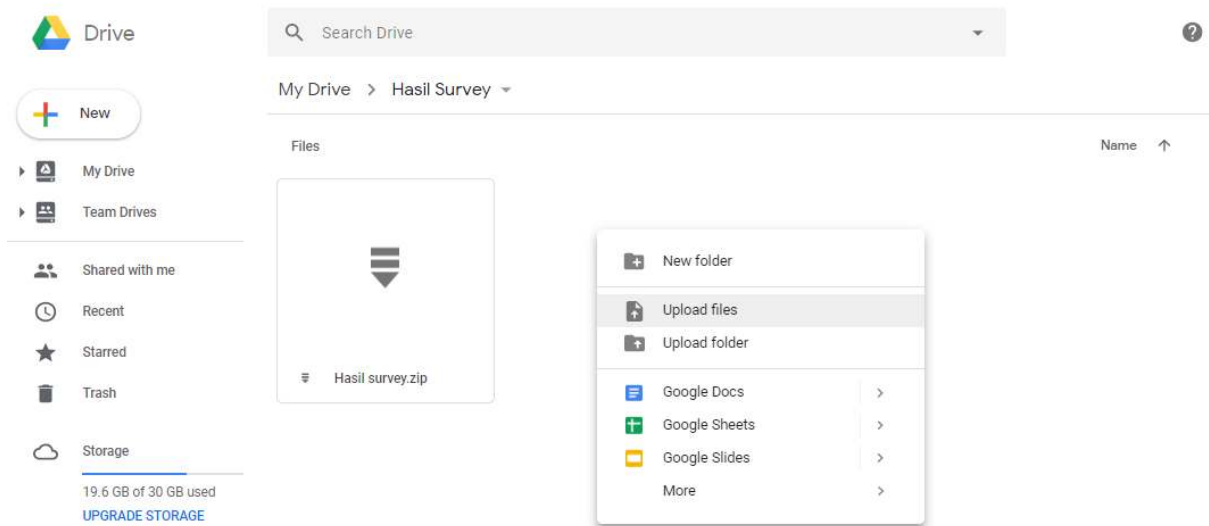 Drive
Search Drive
My Drive > Hasil Survey
New
Files
Name
My Drive
Team Drives
Shared with me
Recent
Starred
Trash
Storage
19.6 GB of 30 GB used
UPGRADE STORAGE
Hasil survey.zip
New folder
Upload files
Upload folder
Google Docs
Google Sheets
Google Slides
More